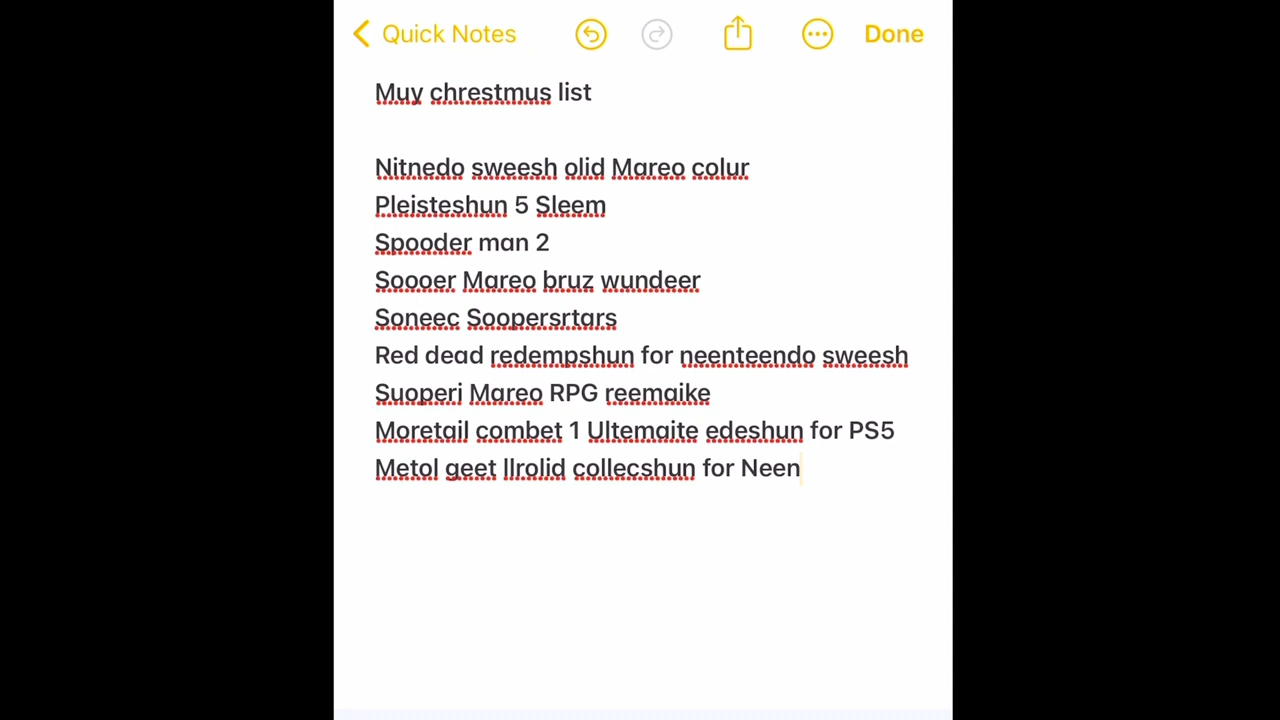 Quick Notes
Done
Muy chrestmus list
Nitnedo sweesh olid Mareo colur
Pleisteshun 5 Sleem
Spooder man 2
Soooer Mareo bruz wundeer
Soneec Soopersrtars
Red dead redempshun for neenteendo sweesh
Suoperi Mareo RPG reemaike
Moretail combet 1 Ultemaite edeshun for PS5
Metol geet llrolid collecshun for Neen